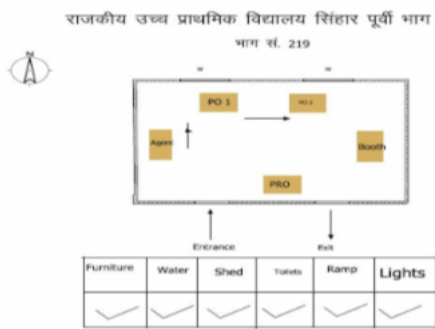 राजकीय उच्च प्राथमिक विद्यालय सिंहार पूर्वी भाग
भाग सं. 219
N
W W
PO 1 PO 2
Agent Booth
PRO
Entrance Exit
Furniture Water Shed Toilets Ramp Lights